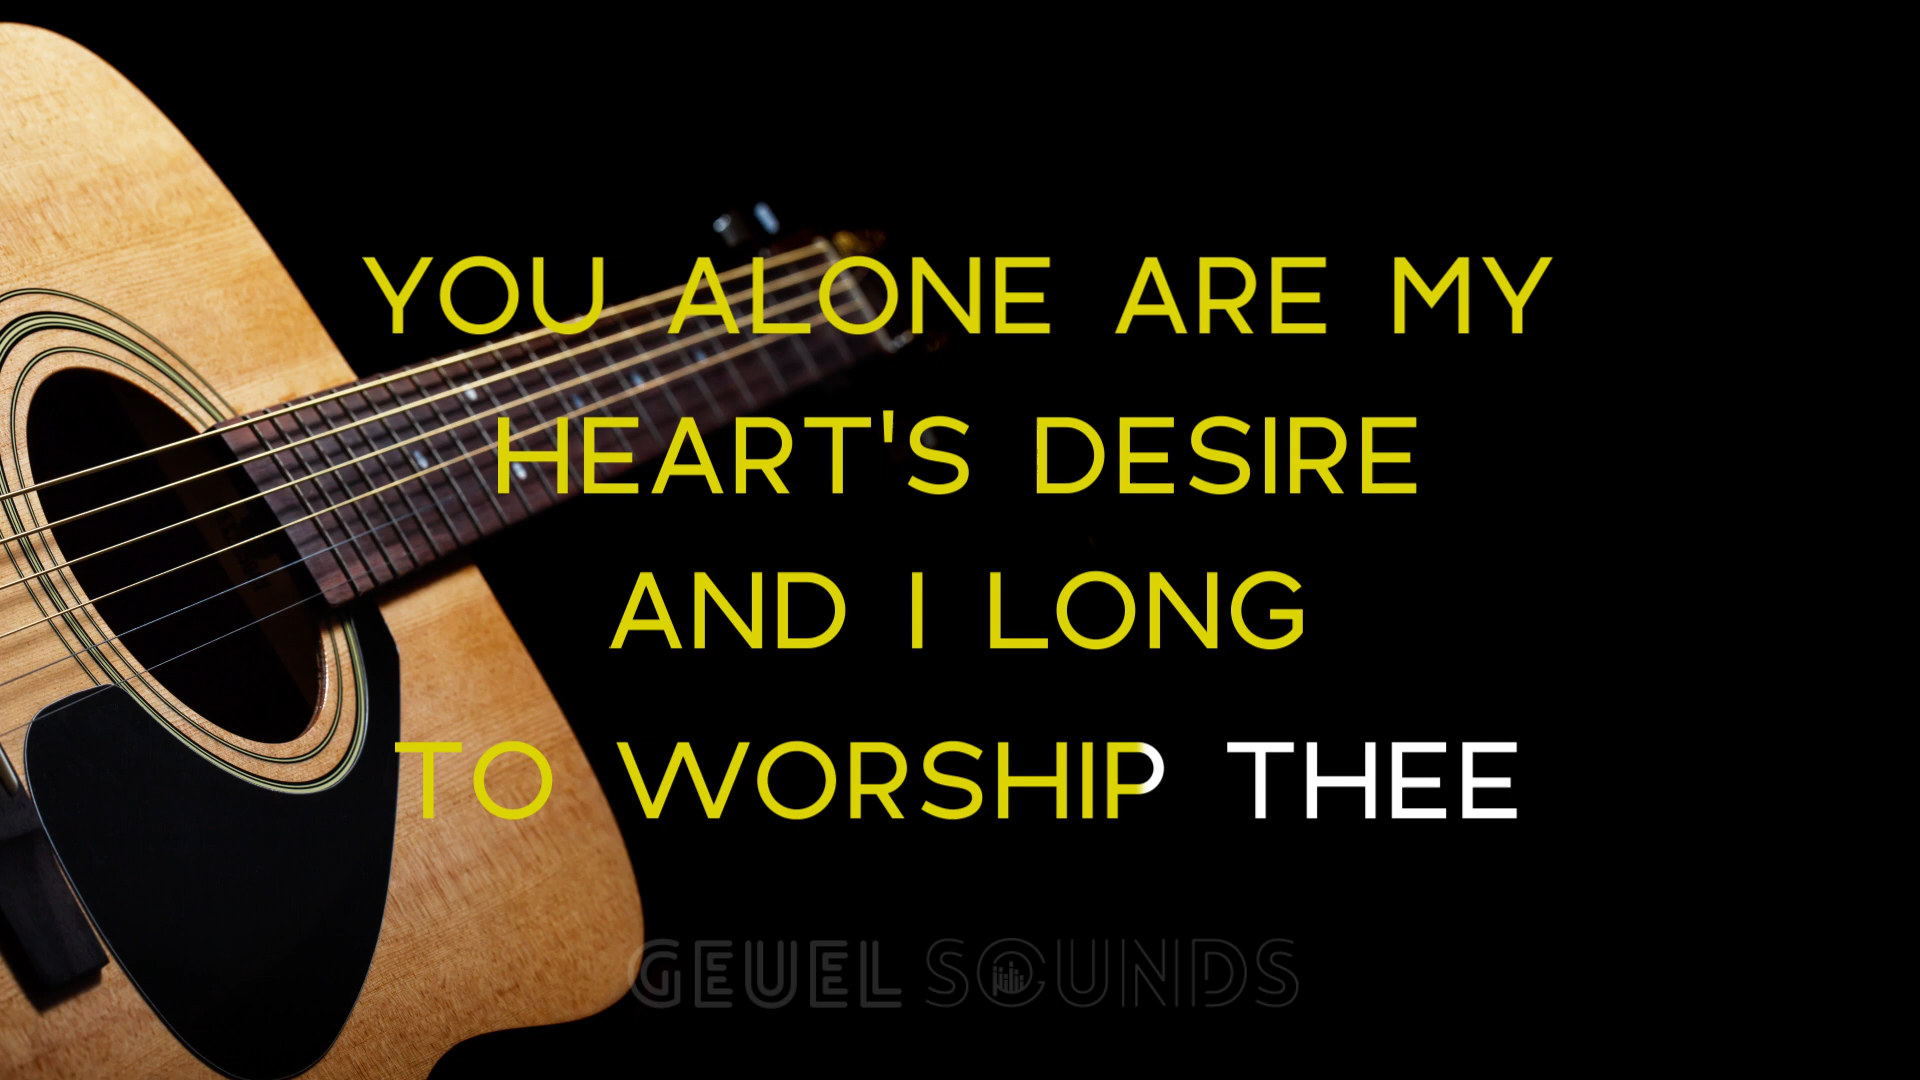 YOU ALONE ARE MY
HEART'S DESIRE
AND I LONG
TO WORSHIP THEE
GEUEL SOUNDS